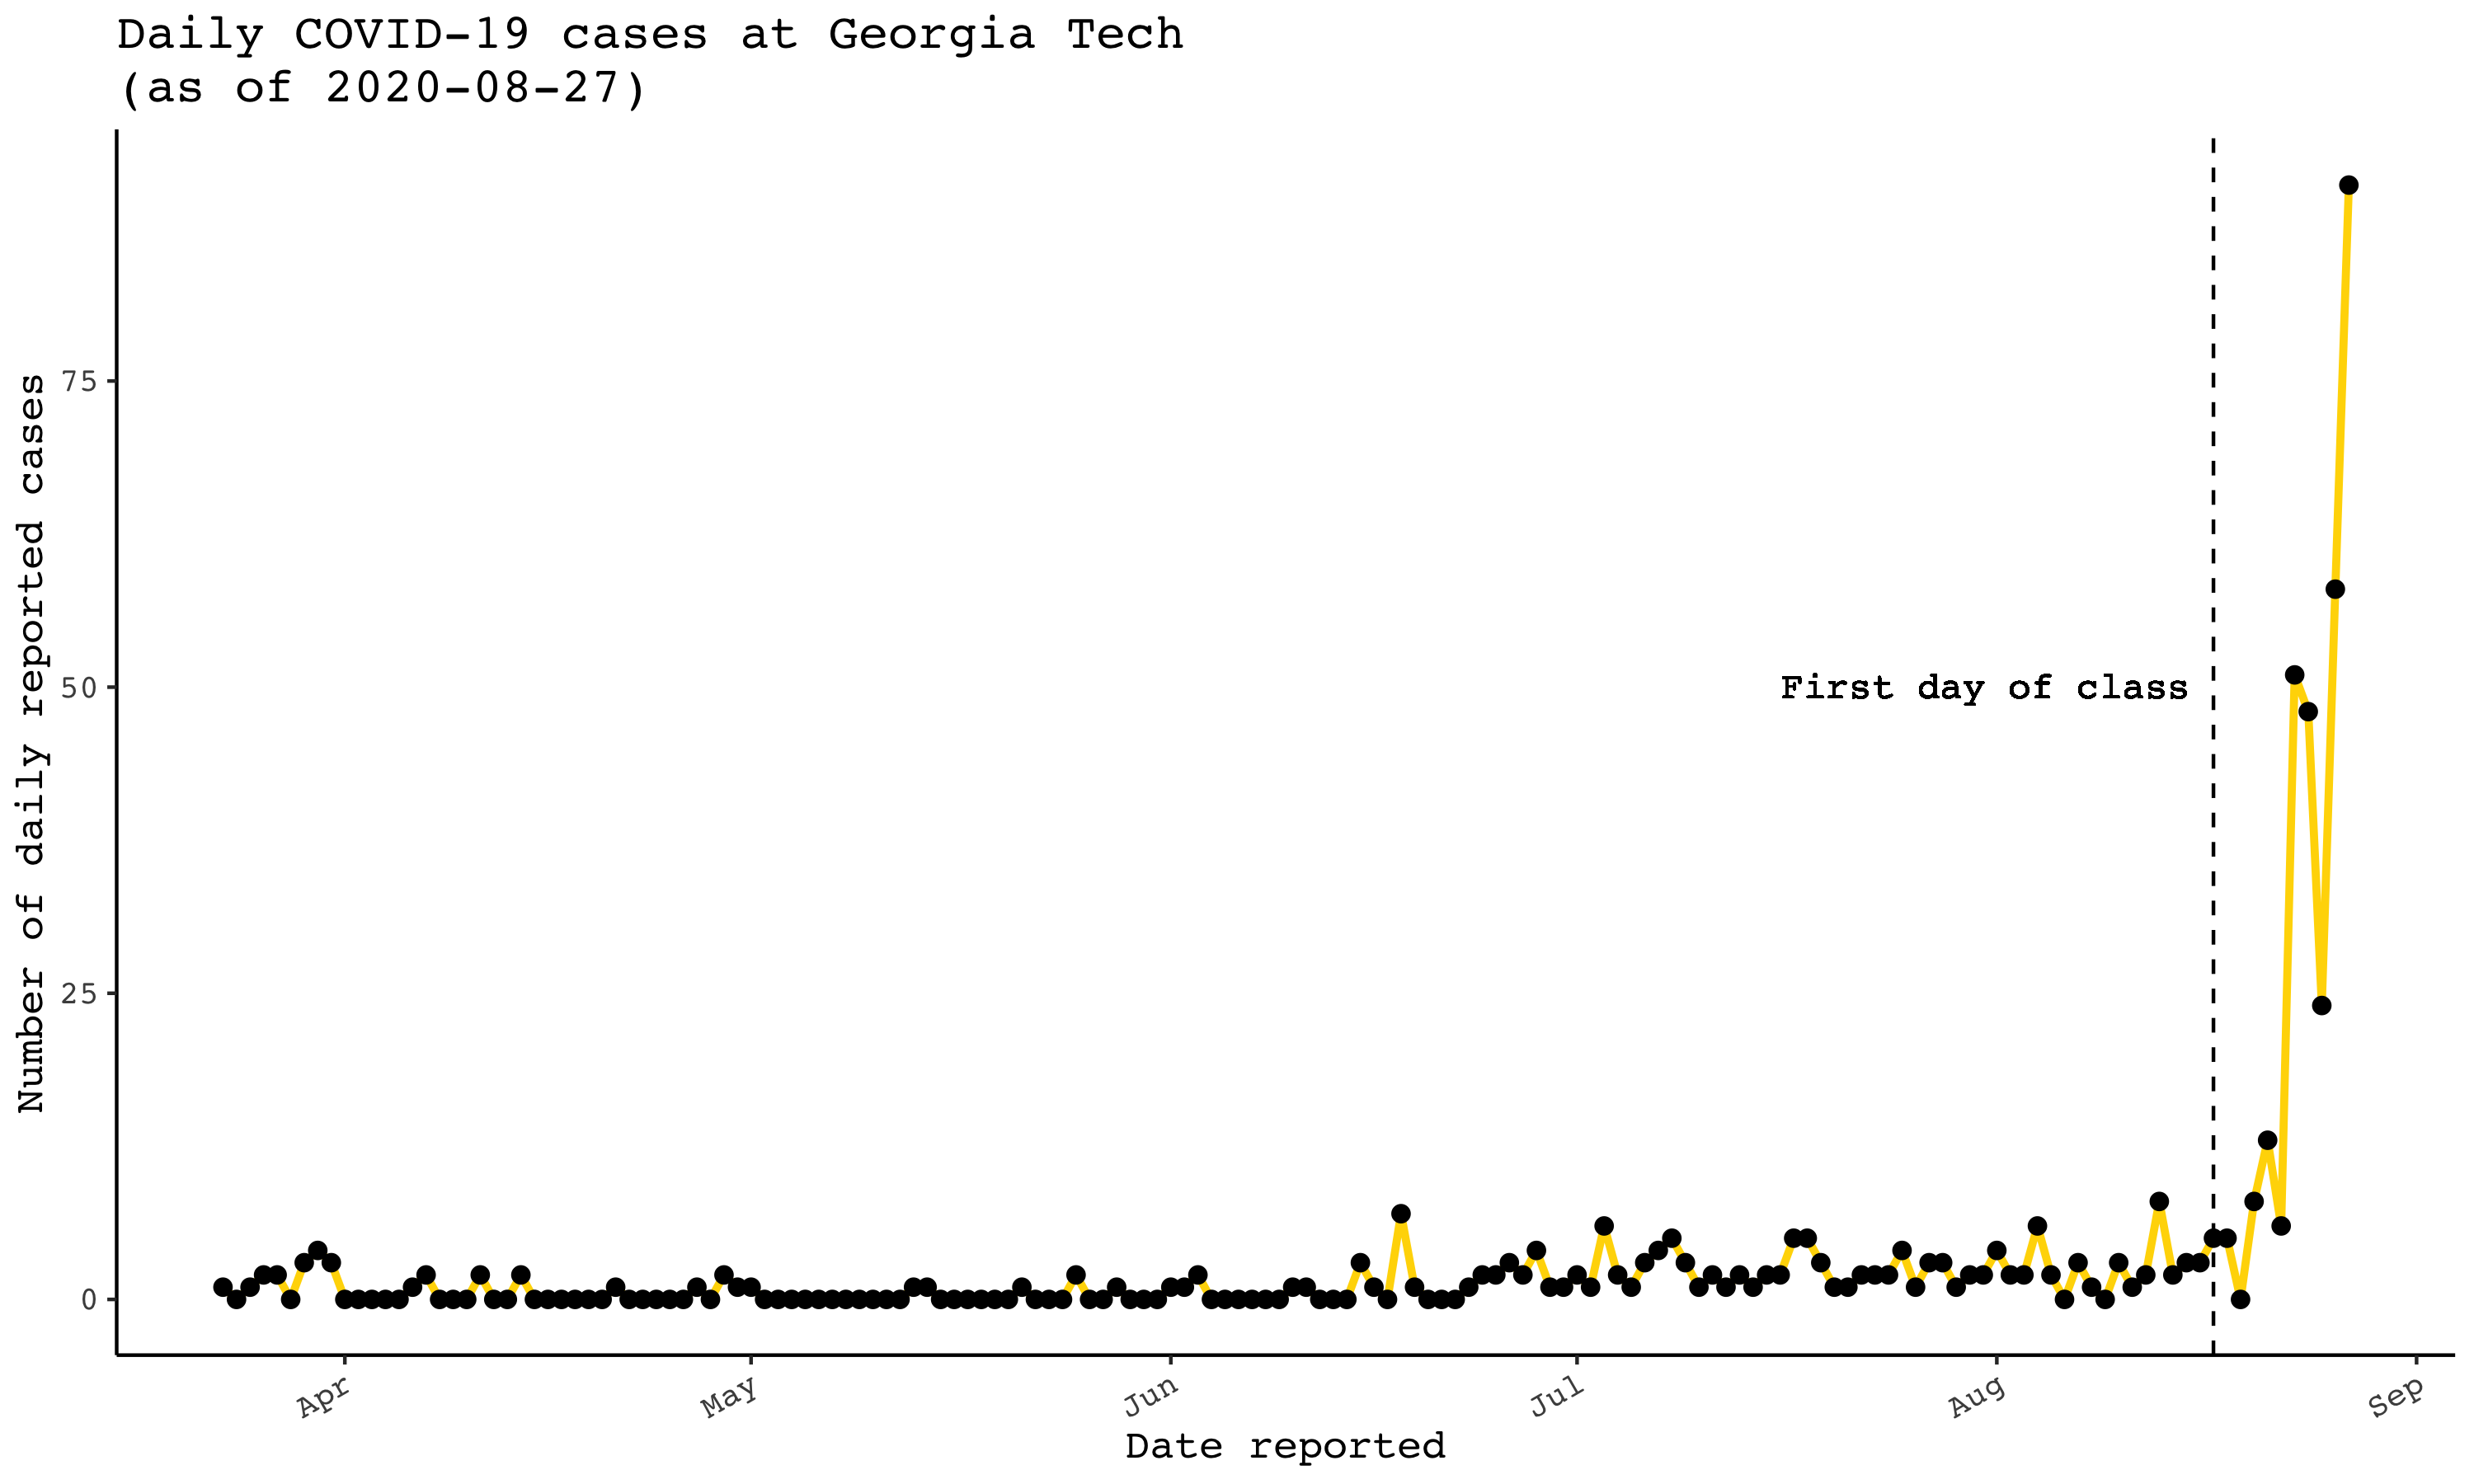 Daily COVID-19 cases at Georgia Tech
(as of 2020-08-27)
Number of daily reported cases
75
50
25
0
First day of class
Apr
May
Jun
Jul
Aug
Sep
Date reported